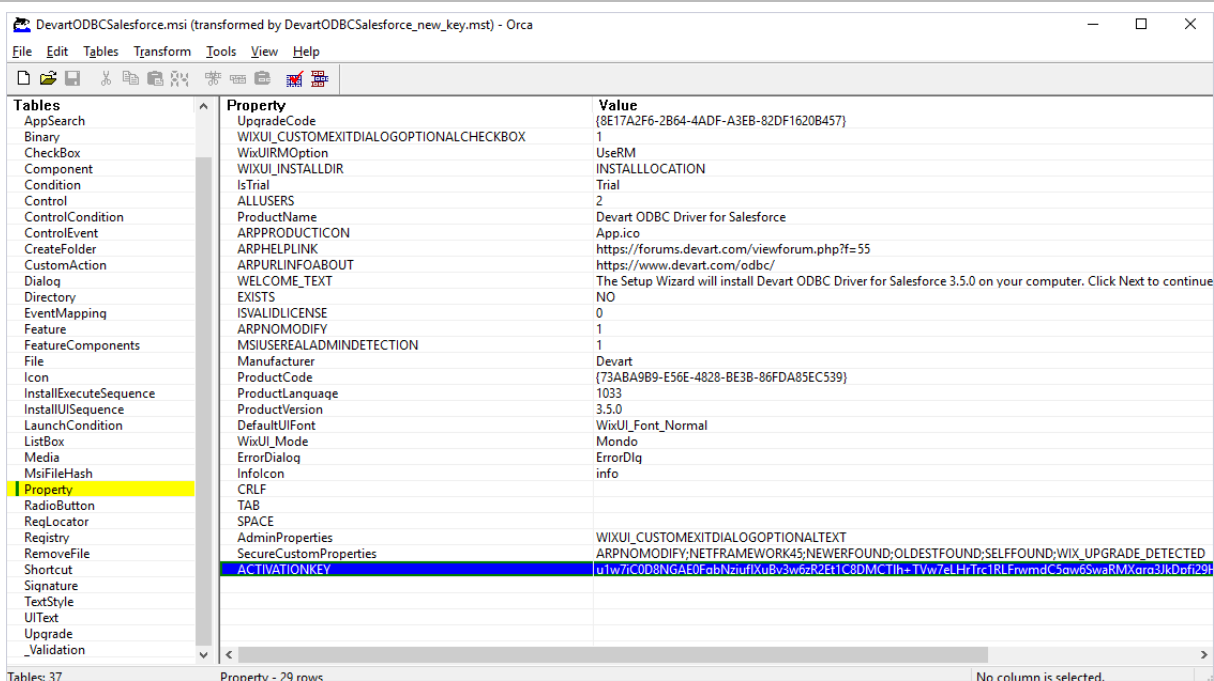 DevartODBCSalesforce.msi (transformed by DevartODBCSalesforce_new_key.mst) - Orca
File Edit Tables Transform Tools View Help
Tables Property Value
AppSearch UpgradeCode {8E17A2F6-2B64-4ADF-A3EB-82DF1620B457}
Binary WIXUI_CUSTOMEXITDIALOGOPTIONALCHECKBOX 1
CheckBox WixUIRMOption UseRM
Component WIXUI_INSTALLDIR INSTALLLOCATION
Condition IsTrial Trial
Control ALLUSERS 2
ControlCondition ProductName Devart ODBC Driver for Salesforce
ControlEvent ARPPRODUCTICON App.ico
CreateFolder ARPHELPLINK https://forums.devart.com/viewforum.php?f=55
CustomAction ARPURLINFOABOUT https://www.devart.com/odbc/
Dialog WELCOME_TEXT The Setup Wizard will install Devart ODBC Driver for Salesforce 3.5.0 on your computer. Click Next to continue
Directory EXISTS NO
EventMapping ISVALIDLICENSE 0
Feature ARPNOMODIFY 1
FeatureComponents MSIUSEREALADMINDETECTION 1
File Manufacturer Devart
Icon ProductCode {73ABA9B9-E56E-4828-BE3B-86FDA85EC539}
InstallExecuteSequence ProductLanguage 1033
InstallUISequence ProductVersion 3.5.0
LaunchCondition DefaultUIFont WixUI_Font_Normal
ListBox WixUI_Mode Mondo
Media ErrorDialog ErrorDlg
MsiFileHash InfoIcon info
Property CRLF
RadioButton TAB
RegLocator SPACE
Registry AdminProperties WIXUI_CUSTOMEXITDIALOGOPTIONALTEXT
RemoveFile SecureCustomProperties ARPNOMODIFY;NETFRAMEWORK45;NEWERFOUND;OLDESTFOUND;SELFFOUND;WIX_UPGRADE_DETECTED
Shortcut ACTIVATIONKEY
Signature
TextStyle
UIText
Upgrade
_Validation
Tables: 37 Property - 29 rows No column is selected.